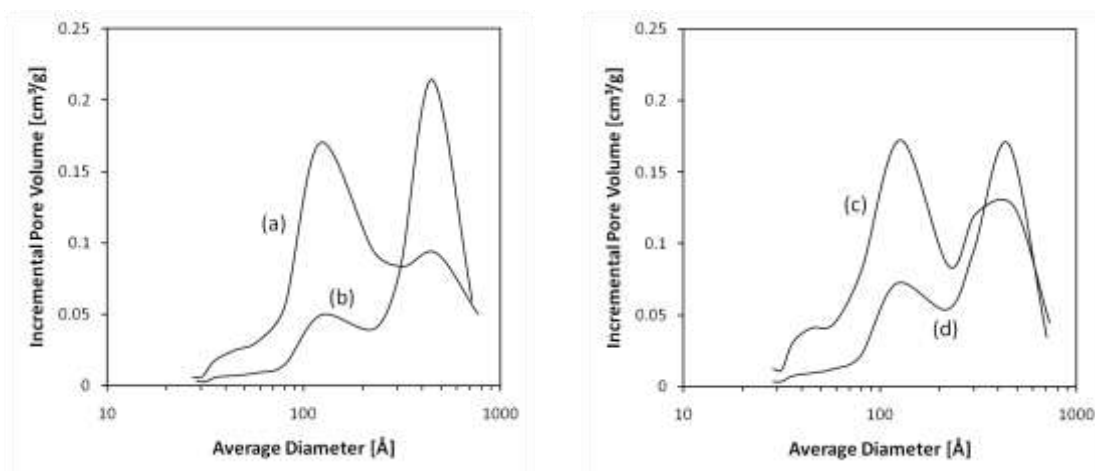 0.25
0.2
0.15
0.1
0.05
0
10
100
1000
Incremental Pore Volume [cm³/g]
Average Diameter [Å]
(a)
(b)
0.25
0.2
0.15
0.1
0.05
0
10
100
1000
Incremental Pore Volume [cm³/g]
Average Diameter [Å]
(c)
(d)